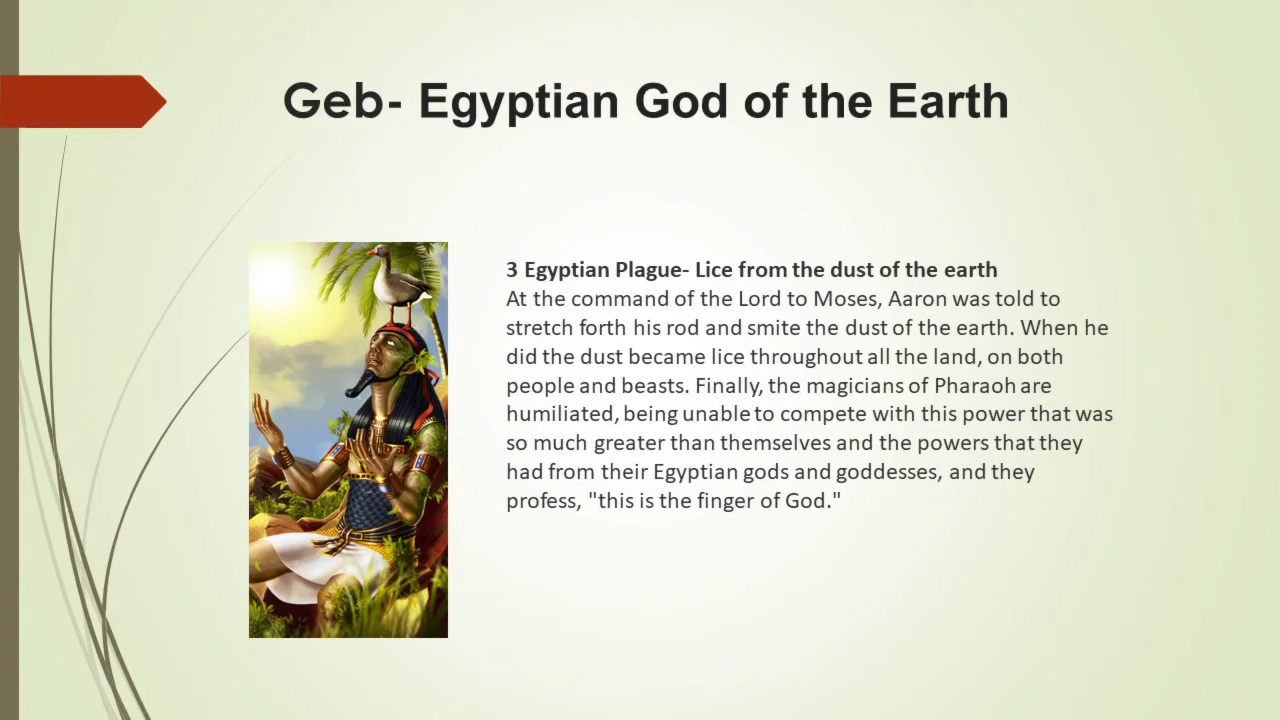 Geb- Egyptian God of the Earth
3 Egyptian Plague- Lice from the dust of the earth
At the command of the Lord to Moses, Aaron was told to
stretch forth his rod and smite the dust of the earth. When he
did the dust became lice throughout all the land, on both
people and beasts. Finally, the magicians of Pharaoh are
humiliated, being unable to compete with this power that was
so much greater than themselves and the powers that they
had from their Egyptian gods and goddesses, and they
profess, "this is the finger of God."